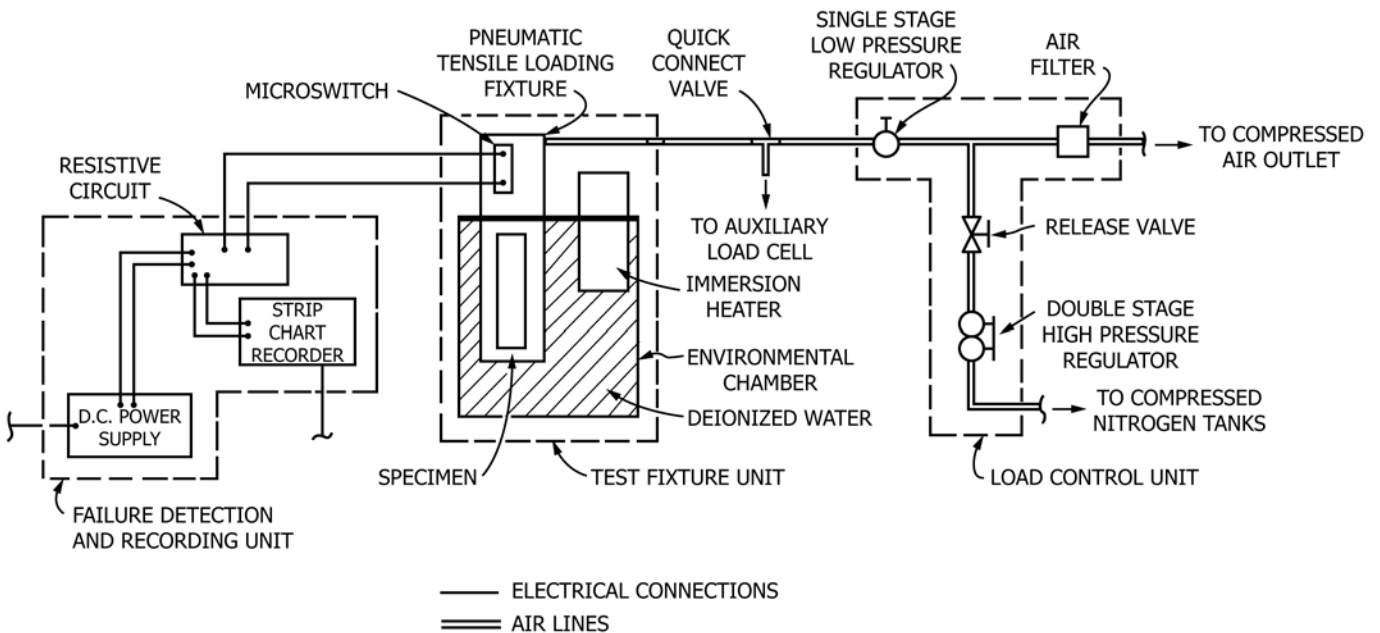 PNEUMATIC
TENSILE LOADING
FIXTURE
QUICK
CONNECT
VALVE
SINGLE STAGE
LOW PRESSURE
REGULATOR
AIR
FILTER
MICROSWITCH
TO COMPRESSED
AIR OUTLET
RESISTIVE
CIRCUIT
TO AUXILIARY
LOAD CELL
RELEASE VALVE
IMMERSION
HEATER
STRIP
CHART
RECORDER
DOUBLE STAGE
HIGH PRESSURE
REGULATOR
ENVIRONMENTAL
CHAMBER
DEIONIZED WATER
TO COMPRESSED
NITROGEN TANKS
D.C. POWER
SUPPLY
SPECIMEN
TEST FIXTURE UNIT
LOAD CONTROL UNIT
FAILURE DETECTION
AND RECORDING UNIT
ELECTRICAL CONNECTIONS
AIR LINES